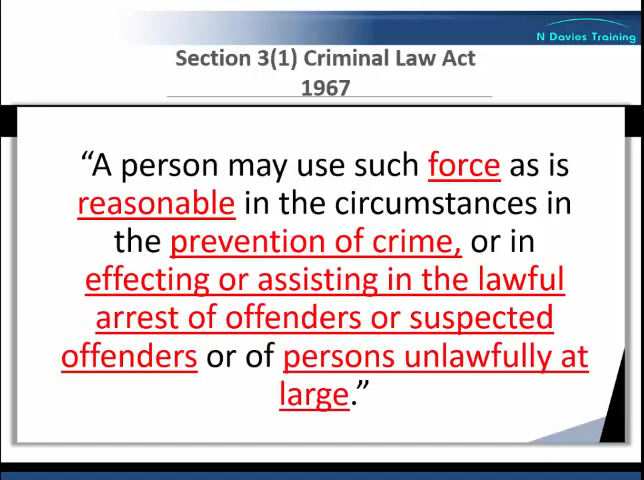 N Davies Training
Section 3(1) Criminal Law Act
1967
“A person may use such force as is
reasonable in the circumstances in
the prevention of crime, or in
effecting or assisting in the lawful
arrest of offenders or suspected
offenders or of persons unlawfully at
large.”